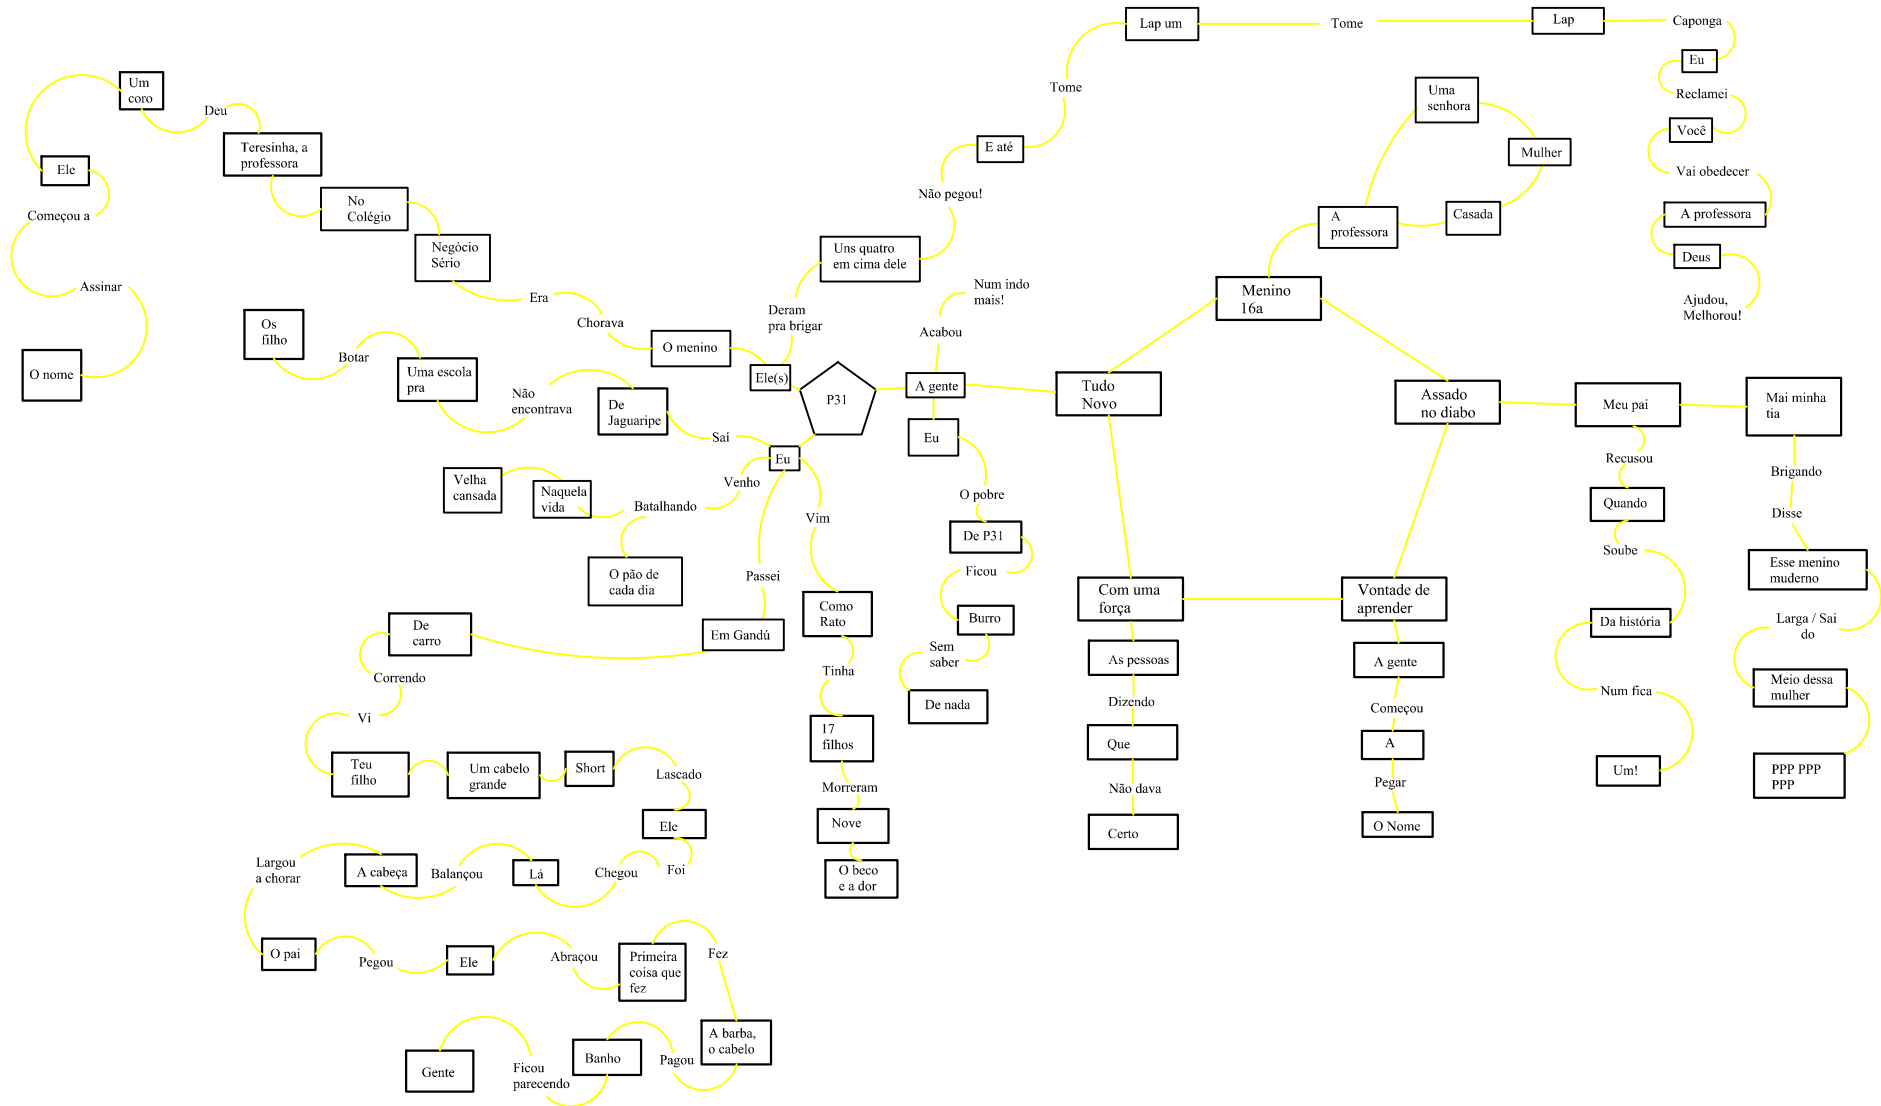 Lap um
Tome
Lap
Caponga
Eu
Reclamei
Você
Vai obedecer
A professora
Deus
Ajudou,
Melhorou!
Tome
E até
Não pegou!
Uns quatro
em cima dele
Deram
pra brigar
Ele(s)
O menino
Chorava
Era
Negócio
Sério
No
Colégio
Teresinha, a
professora
Deu
Um
coro
Ele
Começou a
Assinar
O nome
P31
Eu
Saí
De
Jaguaripe
Não
encontrava
Uma escola
pra
Botar
Os
filho
Venho
Batalhando
Naquela
vida
Velha
cansada
O pão de
cada dia
Passei
Em Gandú
De
carro
Correndo
Vi
Teu
filho
Um cabelo
grande
Short
Lascado
Ele
Foi
Chegou
Lá
Balançou
A cabeça
Largou
a chorar
O pai
Pegou
Ele
Abraçou
Primeira
coisa que
fez
Fez
A barba,
o cabelo
Pagou
Banho
Ficou
parecendo
Gente
Vim
Como
Rato
Tinha
17
filhos
Morreram
Nove
O beco
e a dor
A gente
Acabou
Num indo
mais!
Eu
O pobre
De P31
Ficou
Burro
Sem
saber
De nada
Tudo
Novo
Menino
16a
A
professora
Uma
senhora
Mulher
Casada
Assado
no diabo
Vontade de
aprender
Com uma
força
As pessoas
Dizendo
Que
Não dava
Certo
A gente
Começou
A
Pegar
O Nome
Meu pai
Recusou
Quando
Soube
Da história
Num fica
Um!
Mai minha
tia
Brigando
Disse
Esse menino
muderno
Larga / Sai
do
Meio dessa
mulher
PPP PPP
PPP